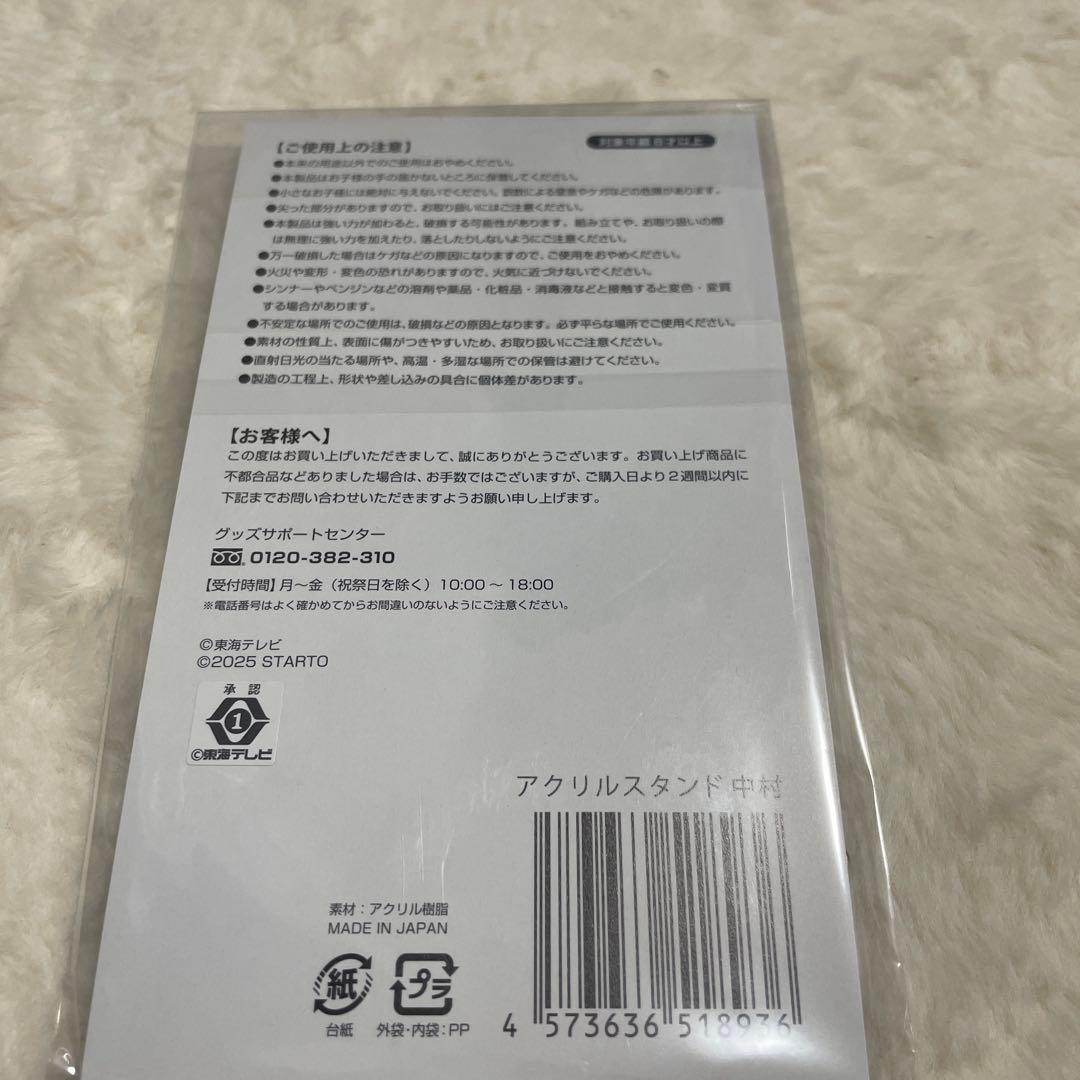 【ご使用上の注意】
対象年齢6才以上
●本来の用途以外でのご使用はおやめください。
●本製品はお子様の手の届かないところに保管してください。
●小さなお子様には絶対に与えないでください。誤飲による窒息やケガなどの危険があります。
●尖った部分がありますので、お取り扱いにはご注意ください。
●本製品は強い力が加わると、破損する可能性があります。組み立てや、お取り扱いの際
は無理に強い力を加えたり、落としたりしないようにご注意ください。
●万一破損した場合はケガなどの原因になりますので、ご使用をおやめください。
●火災や変形・変色の恐れがありますので、火気に近づけないでください。
●シンナーやベンジンなどの溶剤や薬品・化粧品・消毒液などと接触すると変色・変質
する場合があります。
●不安定な場所でのご使用は、破損などの原因となります。必ず平らな場所でご使用ください。
●素材の性質上、表面に傷がつきやすいため、お取り扱いにご注意ください。
●直射日光の当たる場所や、高温・多湿な場所での保管は避けてください。
●製造の工程上、形状や差し込みの具合に個体差があります。
【お客様へ】
この度はお買い上げいただきまして、誠にありがとうございます。お買い上げ商品に
不都合品などありました場合は、お手数ではございますが、ご購入日より2週間以内に
下記までお問い合わせいただきますようお願い申し上げます。
グッズサポートセンター
0120-382-310
【受付時間】月～金（祝祭日を除く）10:00～18:00
※電話番号はよく確かめてからお間違いのないようにご注意ください。
©東海テレビ
©2025 STARTO
承認
1
©東海テレビ
アクリルスタンド 中村
素材：アクリル樹脂
MADE IN JAPAN
紙
プラ
台紙
外袋・内袋：PP
4 573636 518936